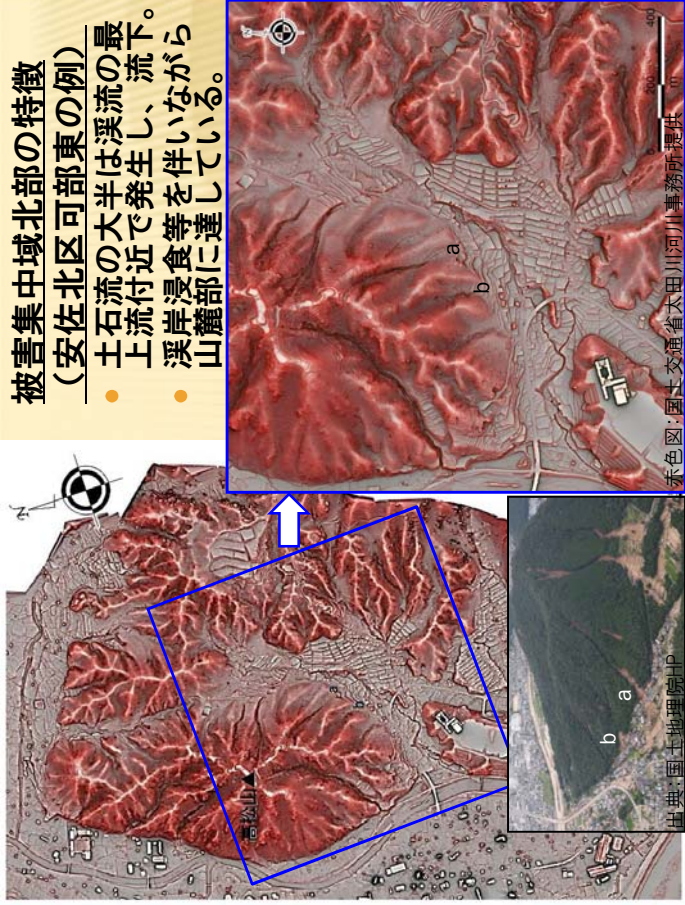 被害集中域北部の特徴
（安佐北区可部東の例）
• 土石流の大半は渓流の最
上流付近で発生し、流下。
• 渓岸浸食等を伴いながら
山麓部に達している。
N
高松山▲
a
b
N
a
b
0 200 400
m
赤色図：国土交通省太田川河川事務所提供
a
b
出典：国土地理院HP